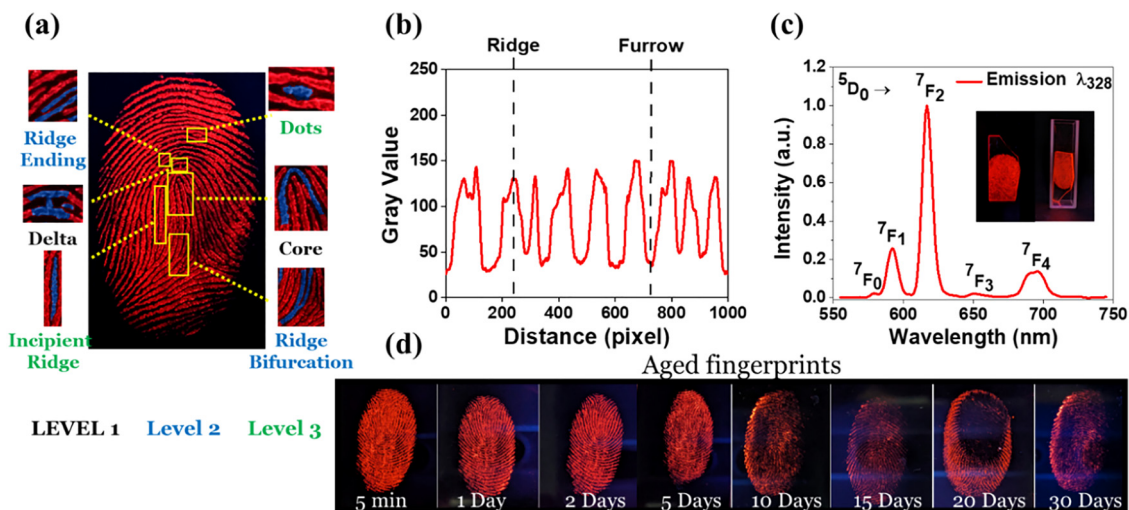 (a)
Ridge
Ending
Dots
Delta
Core
Incipient
Ridge
Ridge
Bifurcation
LEVEL 1 Level 2 Level 3
(b)
Ridge Furrow
250
200
150
100
50
0
Gray Value
0 200 400 600 800 1000
Distance (pixel)
(c)
1.2
1.0
0.8
0.6
0.4
0.2
0.0
Intensity (a.u.)
⁵D₀ →
Emission λ₃₂₈
⁷F₀
⁷F₁
⁷F₂
⁷F₃
⁷F₄
550 600 650 700 750
Wavelength (nm)
(d)
Aged fingerprints
5 min 1 Day 2 Days 5 Days 10 Days 15 Days 20 Days 30 Days